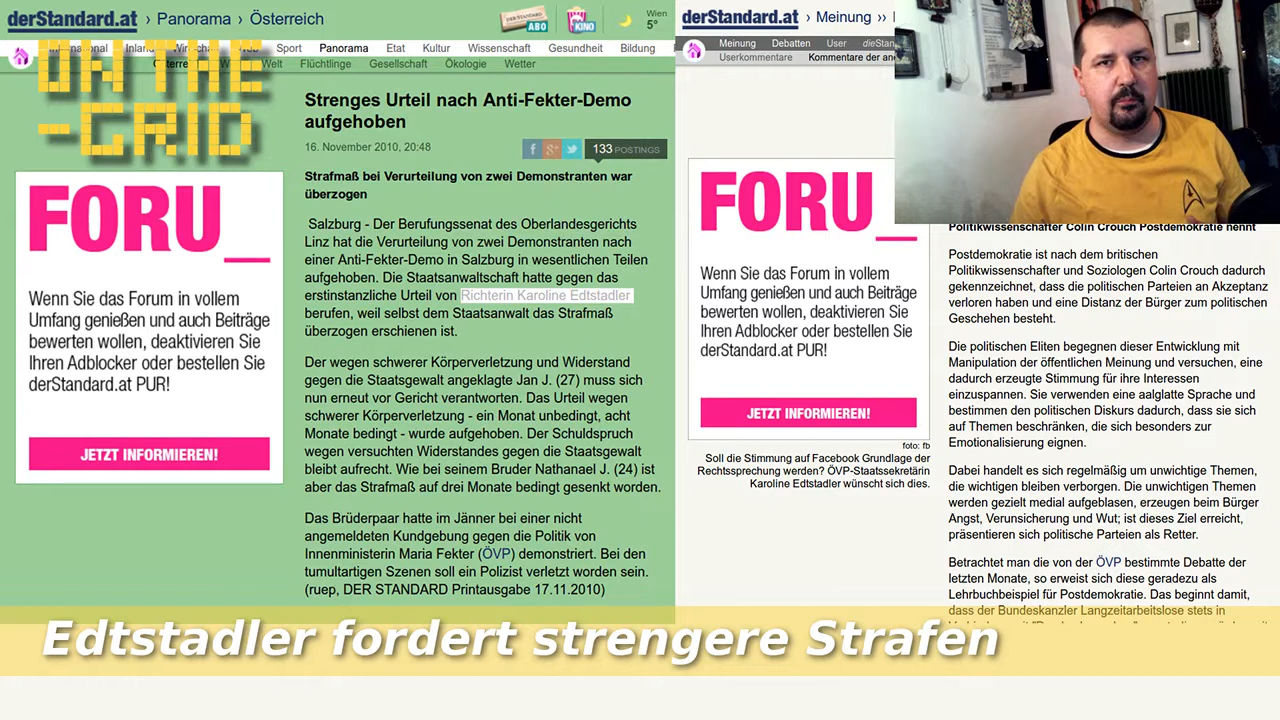 derStandard.at › Panorama › Österreich
DER STANDARD ABO
KINO
Wien
5°
Sport Panorama Etat Kultur Wissenschaft Gesundheit Bildung
Welt Flüchtlinge Gesellschaft Ökologie Wetter
ON THE
-GRID
Strenges Urteil nach Anti-Fekter-Demo
aufgehoben
16. November 2010, 20:48
133 POSTINGS
Strafmaß bei Verurteilung von zwei Demonstranten war
überzogen
Salzburg - Der Berufungssenat des Oberlandesgerichts
Linz hat die Verurteilung von zwei Demonstranten nach
einer Anti-Fekter-Demo in Salzburg in wesentlichen Teilen
aufgehoben. Die Staatsanwaltschaft hatte gegen das
erstinstanzliche Urteil von Richterin Karoline Edtstadler
berufen, weil selbst dem Staatsanwalt das Strafmaß
überzogen erschienen ist.
Der wegen schwerer Körperverletzung und Widerstand
gegen die Staatsgewalt angeklagte Jan J. (27) muss sich
nun erneut vor Gericht verantworten. Das Urteil wegen
schwerer Körperverletzung - ein Monat unbedingt, acht
Monate bedingt - wurde aufgehoben. Der Schuldspruch
wegen versuchten Widerstandes gegen die Staatsgewalt
bleibt aufrecht. Wie bei seinem Bruder Nathanael J. (24) ist
aber das Strafmaß auf drei Monate bedingt gesenkt worden.
Das Brüderpaar hatte im Jänner bei einer nicht
angemeldeten Kundgebung gegen die Politik von
Innenministerin Maria Fekter (ÖVP) demonstriert. Bei den
tumultartigen Szenen soll ein Polizist verletzt worden sein.
(ruep, DER STANDARD Printausgabe 17.11.2010)
FORU_
Wenn Sie das Forum in vollem
Umfang genießen und auch Beiträge
bewerten wollen, deaktivieren Sie
Ihren Adblocker oder bestellen Sie
derStandard.at PUR!
JETZT INFORMIEREN!
derStandard.at › Meinung ››
Meinung Debatten User dieStan
Userkommentare Kommentare der and
FORU_
Wenn Sie das Forum in vollem
Umfang genießen und auch Beiträge
bewerten wollen, deaktivieren Sie
Ihren Adblocker oder bestellen Sie
derStandard.at PUR!
JETZT INFORMIEREN!
foto: fb
Soll die Stimmung auf Facebook Grundlage der
Rechtssprechung werden? ÖVP-Staatssekretärin
Karoline Edtstadler wünscht sich dies.
Politikwissenschafter Colin Crouch Postdemokratie nennt
Postdemokratie ist nach dem britischen
Politikwissenschafter und Soziologen Colin Crouch dadurch
gekennzeichnet, dass die politischen Parteien an Akzeptanz
verloren haben und eine Distanz der Bürger zum politischen
Geschehen besteht.
Die politischen Eliten begegnen dieser Entwicklung mit
Manipulation der öffentlichen Meinung und versuchen, eine
dadurch erzeugte Stimmung für ihre Interessen
einzuspannen. Sie verwenden eine aalglatte Sprache und
bestimmen den politischen Diskurs dadurch, dass sie sich
auf Themen beschränken, die sich besonders zur
Emotionalisierung eignen.
Dabei handelt es sich regelmäßig um unwichtige Themen,
die wichtigen bleiben verborgen. Die unwichtigen Themen
werden gezielt medial aufgeblasen, erzeugen beim Bürger
Angst, Verunsicherung und Wut; ist dieses Ziel erreicht,
präsentieren sich politische Parteien als Retter.
Betrachtet man die von der ÖVP bestimmte Debatte der
letzten Monate, so erweist sich diese geradezu als
Lehrbuchbeispiel für Postdemokratie. Das beginnt damit,
dass der Bundeskanzler Langzeitarbeitslose stets in
Edtstadler fordert strengere Strafen